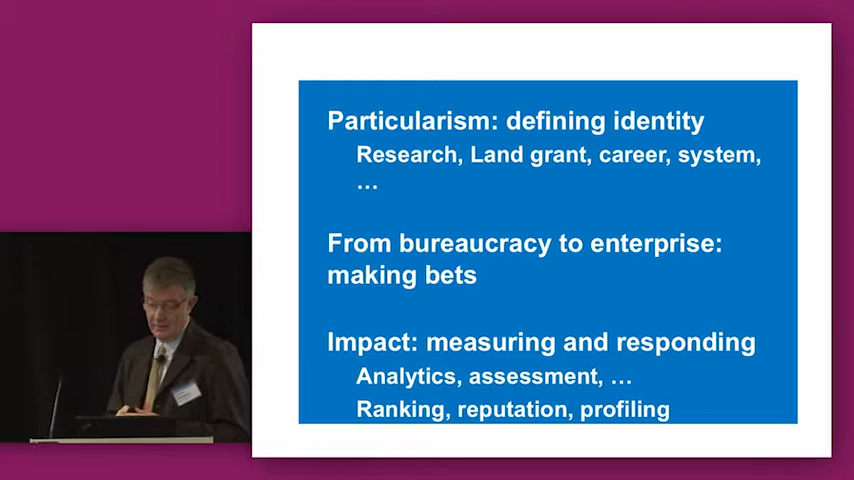 Particularism: defining identity
Research, Land grant, career, system,
…
From bureaucracy to enterprise:
making bets
Impact: measuring and responding
Analytics, assessment, …
Ranking, reputation, profiling